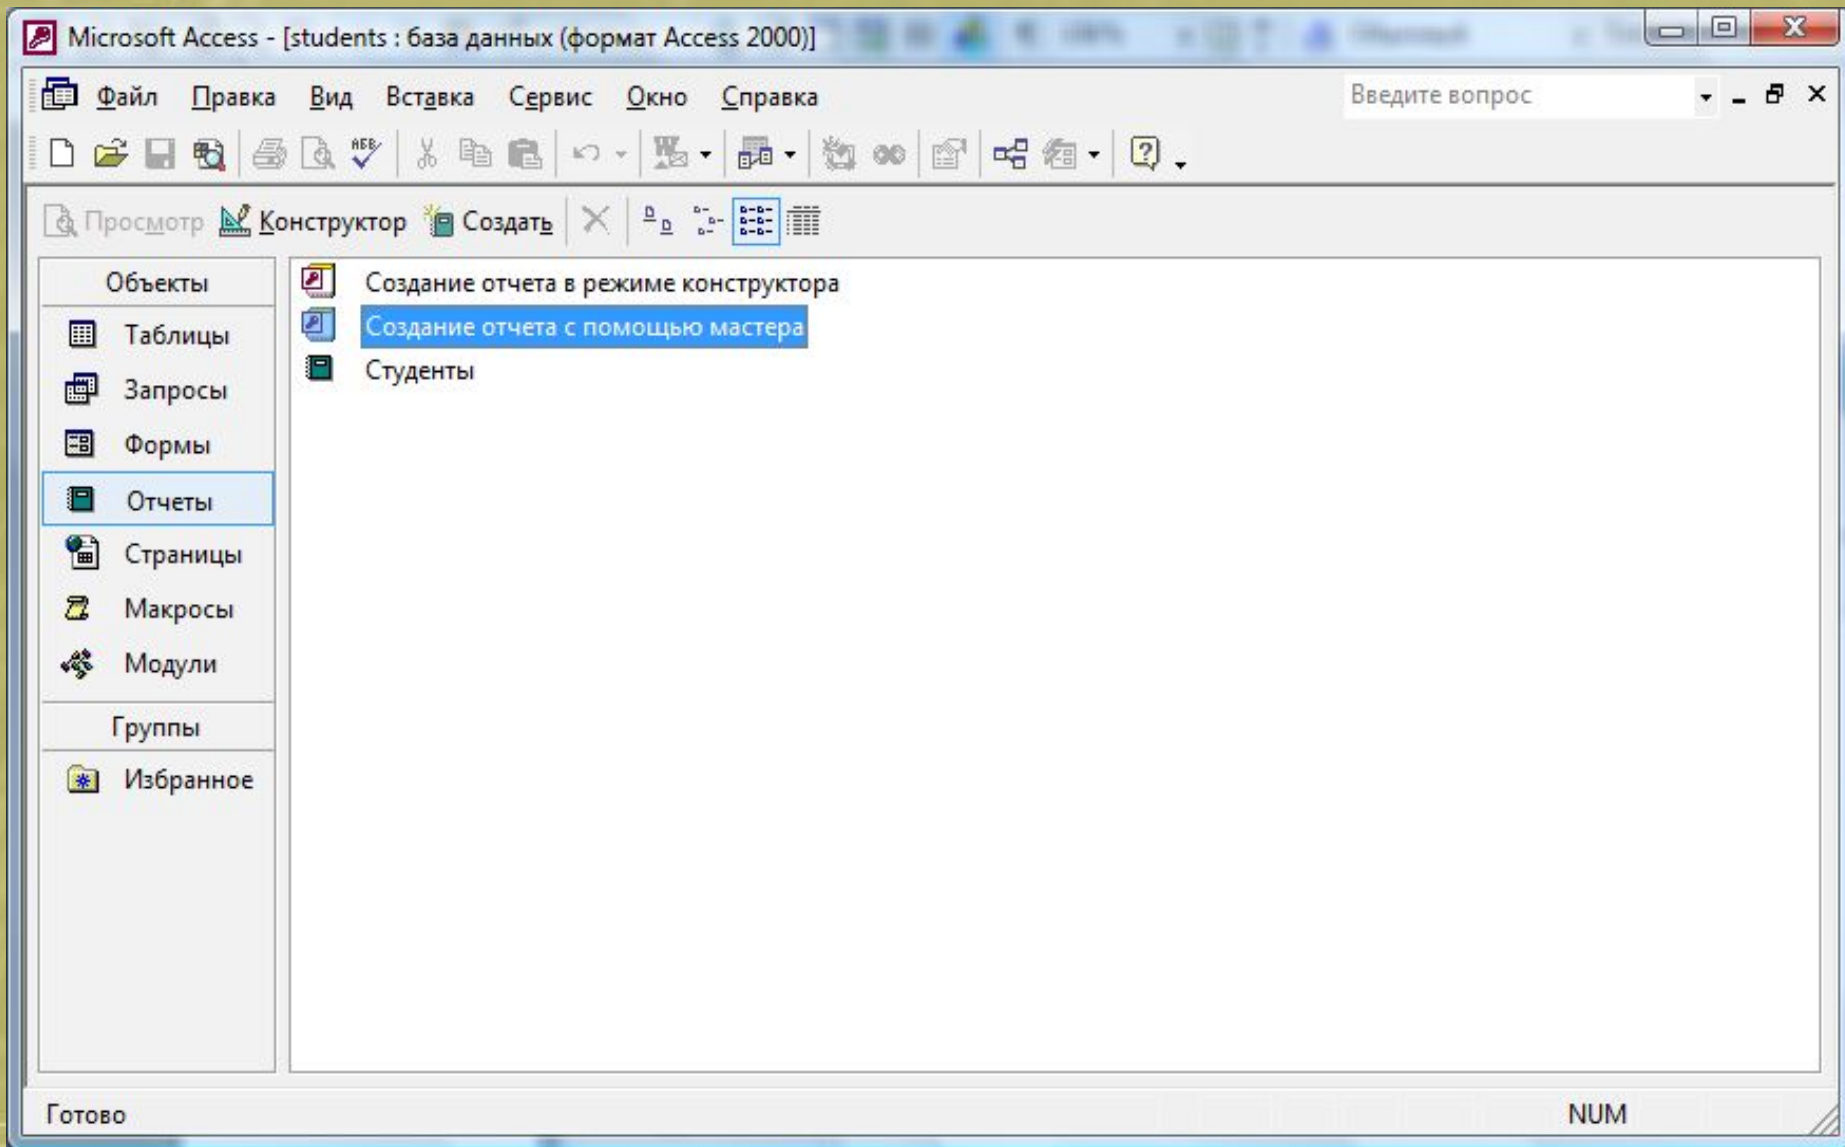 Microsoft Access - [students : база данных (формат Access 2000)]
Файл Правка Вид Вставка Сервис Окно Справка Введите вопрос
Просмотр Конструктор Создать
Объекты
Таблицы
Запросы
Формы
Отчеты
Страницы
Макросы
Модули
Группы
Избранное
Создание отчета в режиме конструктора
Создание отчета с помощью мастера
Студенты
Готово NUM